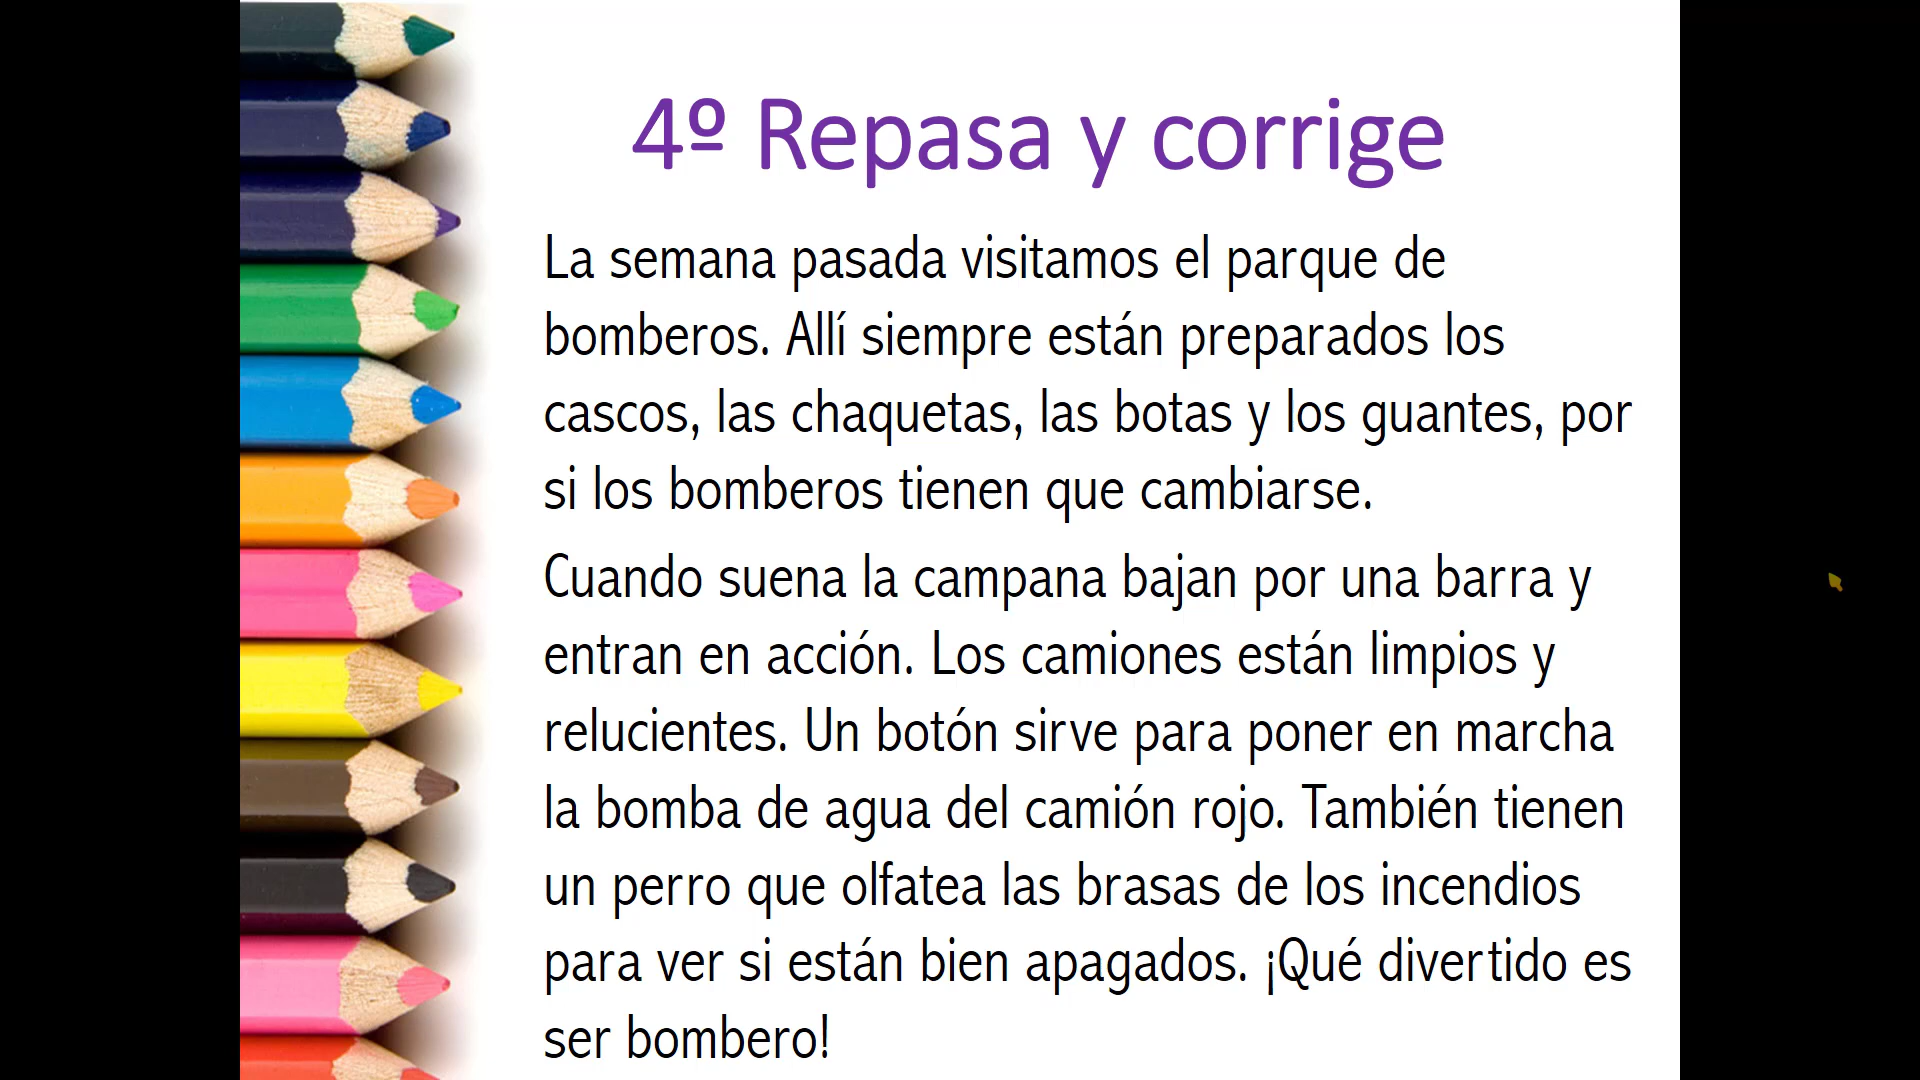 4º Repasa y corrige
La semana pasada visitamos el parque de
bomberos. Allí siempre están preparados los
cascos, las chaquetas, las botas y los guantes, por
si los bomberos tienen que cambiarse.
Cuando suena la campana bajan por una barra y
entran en acción. Los camiones están limpios y
relucientes. Un botón sirve para poner en marcha
la bomba de agua del camión rojo. También tienen
un perro que olfatea las brasas de los incendios
para ver si están bien apagados. ¡Qué divertido es
ser bombero!